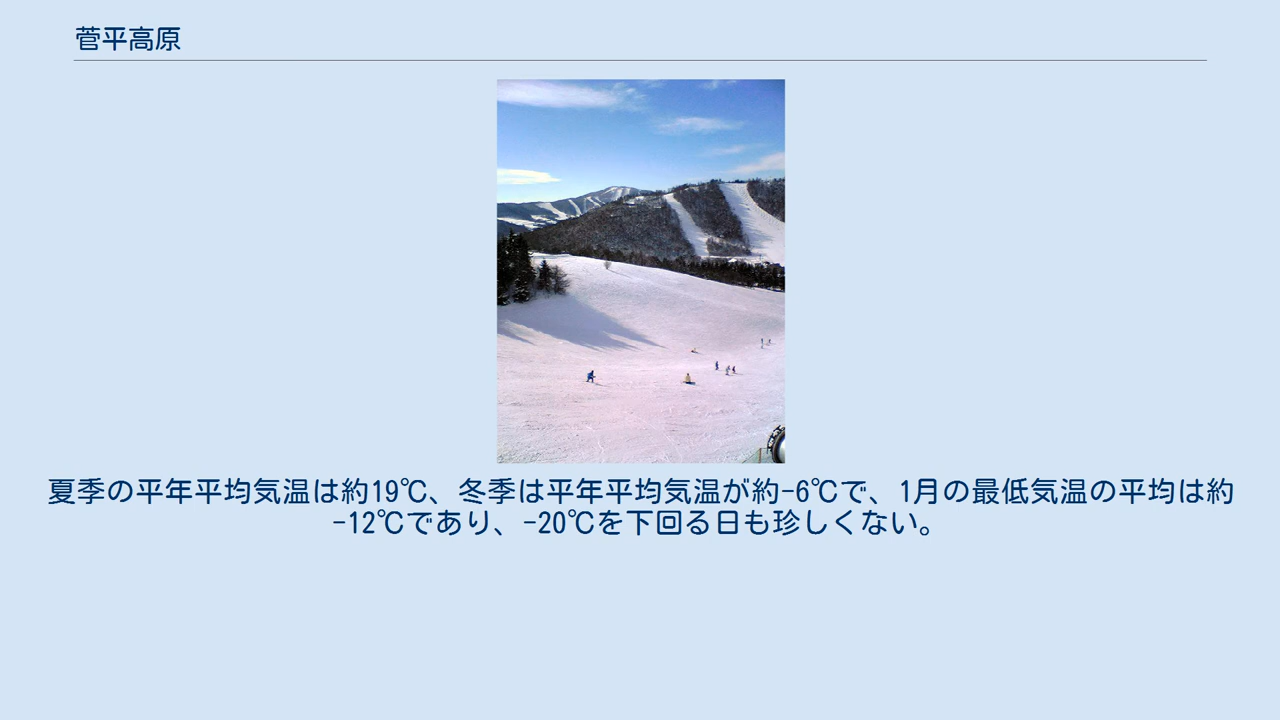 菅平高原
夏季の平年平均気温は約19℃、冬季は平年平均気温が約-6℃で、1月の最低気温の平均は約
-12℃であり、-20℃を下回る日も珍しくない。